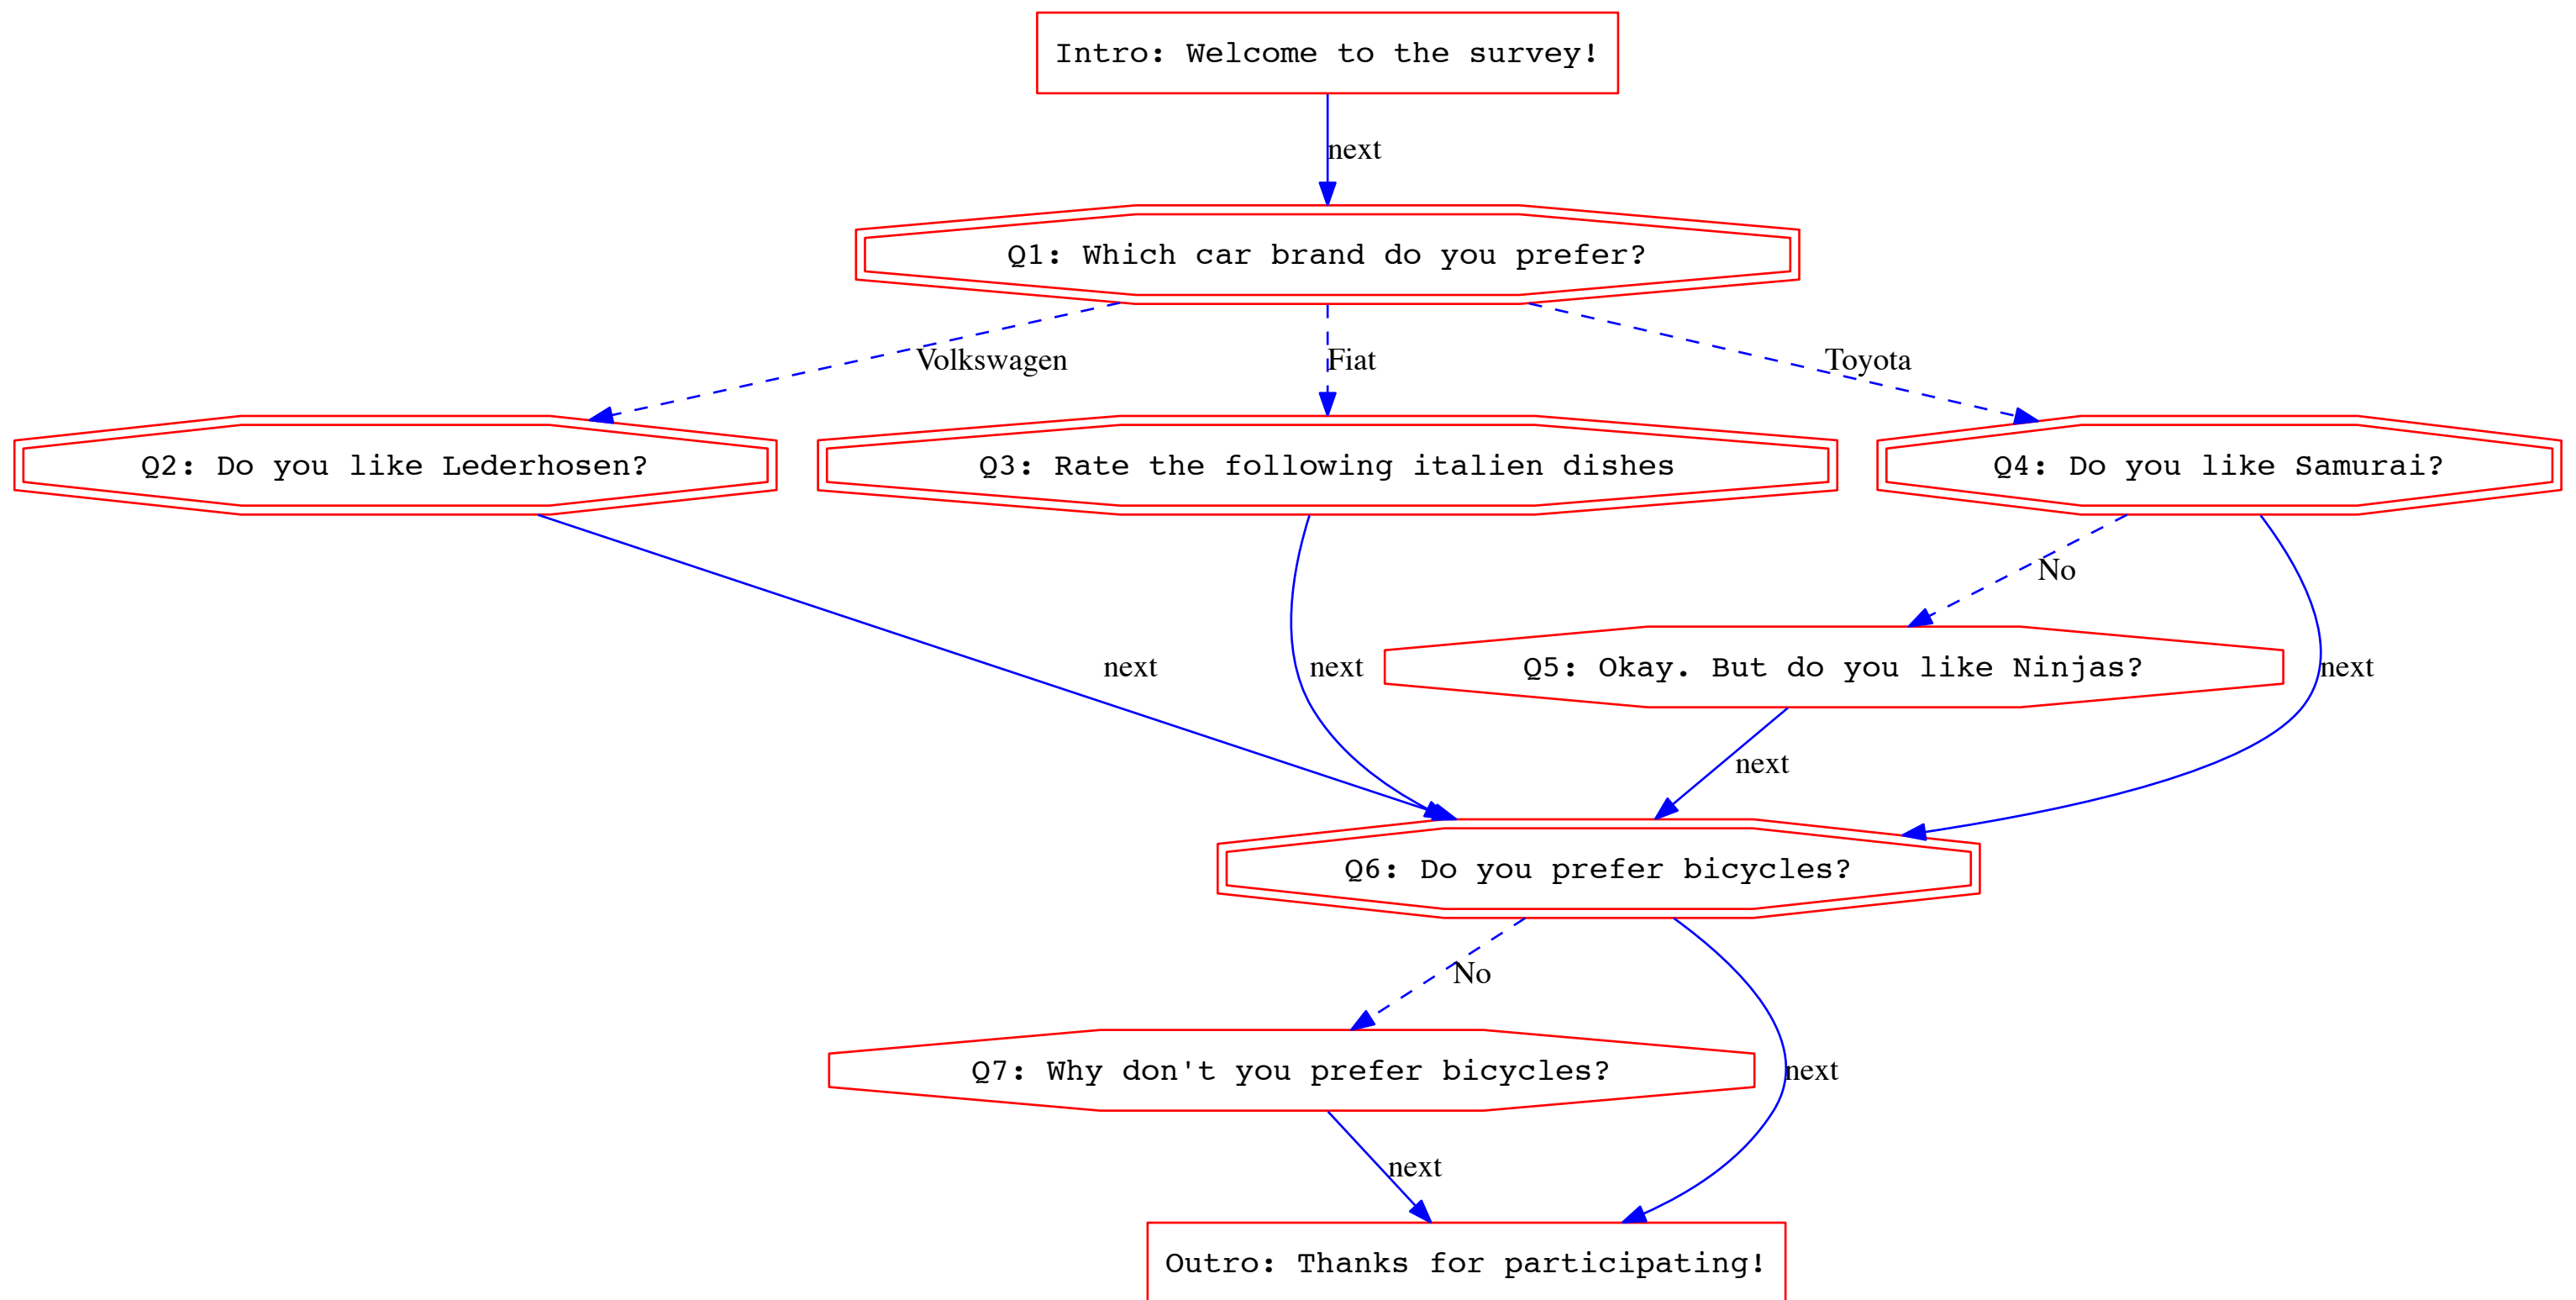 Intro: Welcome to the survey!
next
Q1: Which car brand do you prefer?
Volkswagen
Fiat
Toyota
Q2: Do you like Lederhosen?
Q3: Rate the following italien dishes
Q4: Do you like Samurai?
No
next
next
Q5: Okay. But do you like Ninjas?
next
next
Q6: Do you prefer bicycles?
No
Q7: Why don't you prefer bicycles?
next
next
Outro: Thanks for participating!